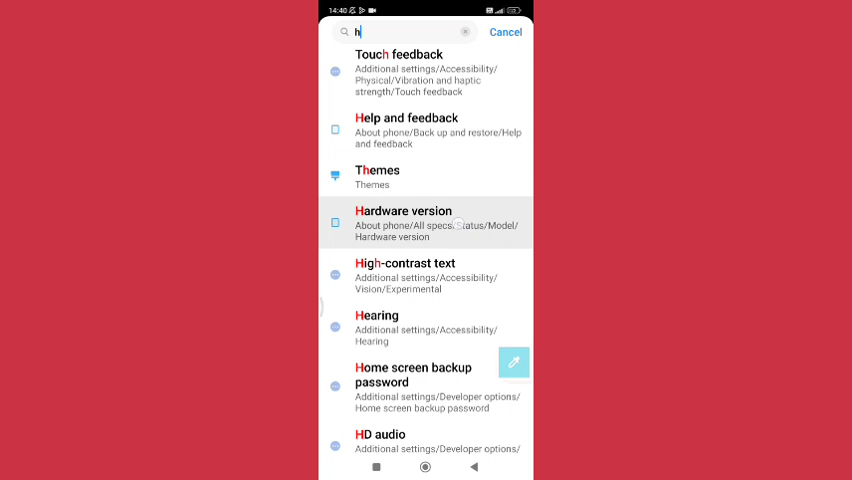 14:40
h
Cancel
Touch feedback
Additional settings/Accessibility/
Physical/Vibration and haptic
strength/Touch feedback
Help and feedback
About phone/Back up and restore/Help
and feedback
Themes
Themes
Hardware version
About phone/All specs/Status/Model/
Hardware version
High-contrast text
Additional settings/Accessibility/
Vision/Experimental
Hearing
Additional settings/Accessibility/
Hearing
Home screen backup
password
Additional settings/Developer options/
Home screen backup password
HD audio
Additional settings/Developer options/